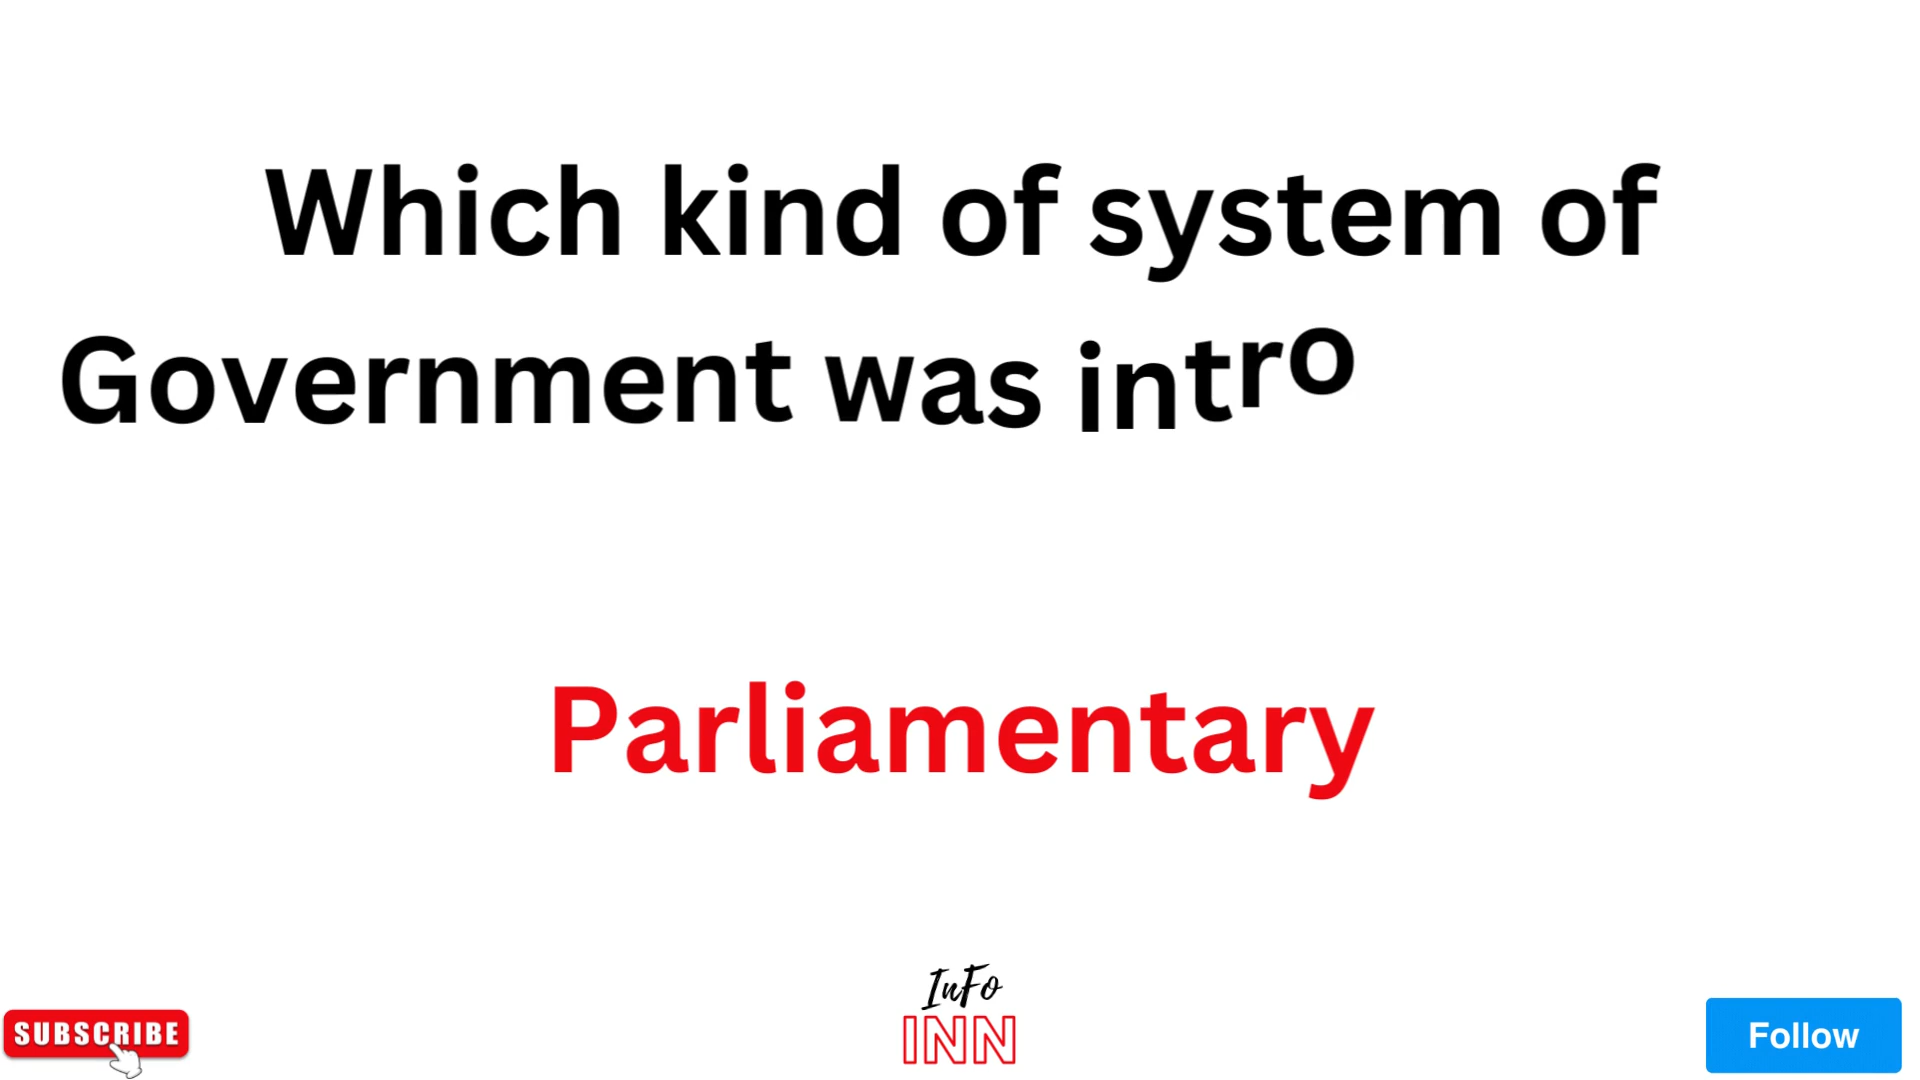 Which kind of system of
Government was intro
Parliamentary
InFo
INN
SUBSCRIBE
Follow